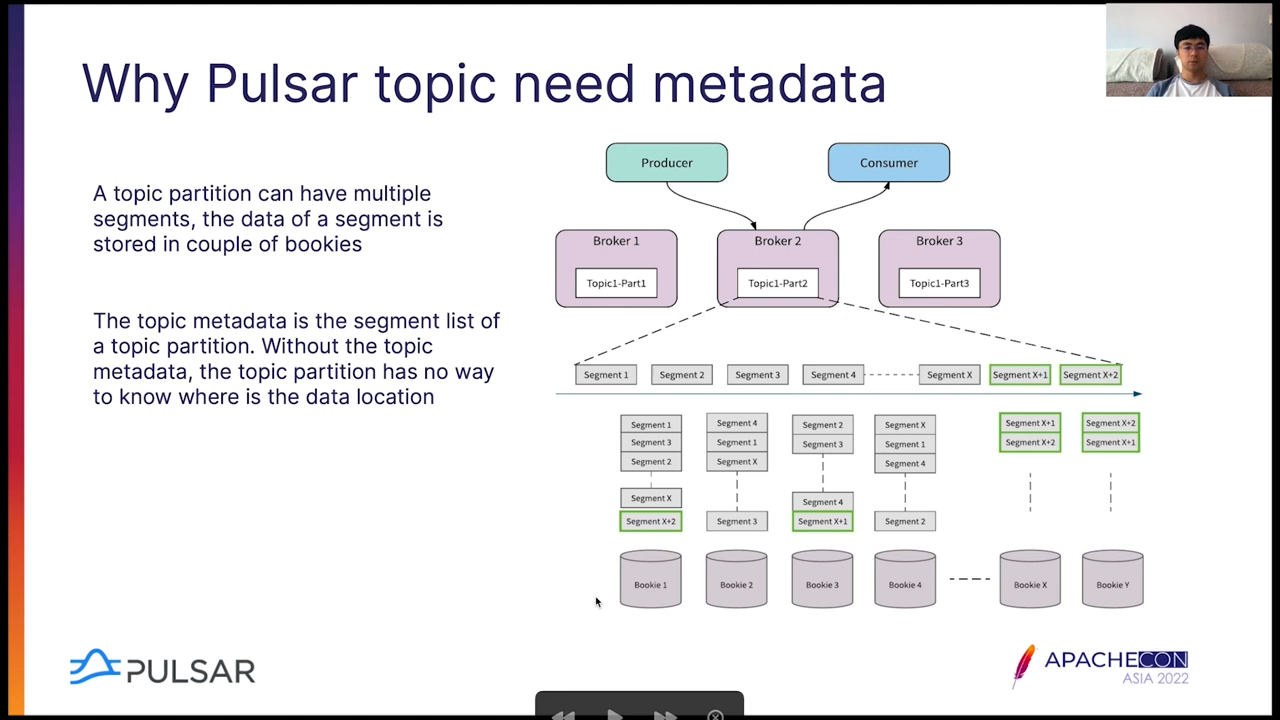 Why Pulsar topic need metadata
A topic partition can have multiple
segments, the data of a segment is
stored in couple of bookies
The topic metadata is the segment list of
a topic partition. Without the topic
metadata, the topic partition has no way
to know where is the data location
Producer
Consumer
Broker 1
Broker 2
Broker 3
Topic1-Part1
Topic1-Part2
Topic1-Part3
Segment 1
Segment 2
Segment 3
Segment 4
Segment X
Segment X+1
Segment X+2
Segment 1
Segment 3
Segment 2
Segment X
Segment X+2
Segment 4
Segment 1
Segment X
Segment 3
Segment 2
Segment 3
Segment 4
Segment X+1
Segment X
Segment 1
Segment 4
Segment 2
Segment X+1
Segment X+2
Segment X+2
Segment X+1
Bookie 1
Bookie 2
Bookie 3
Bookie 4
Bookie X
Bookie Y
PULSAR
APACHECON
ASIA 2022